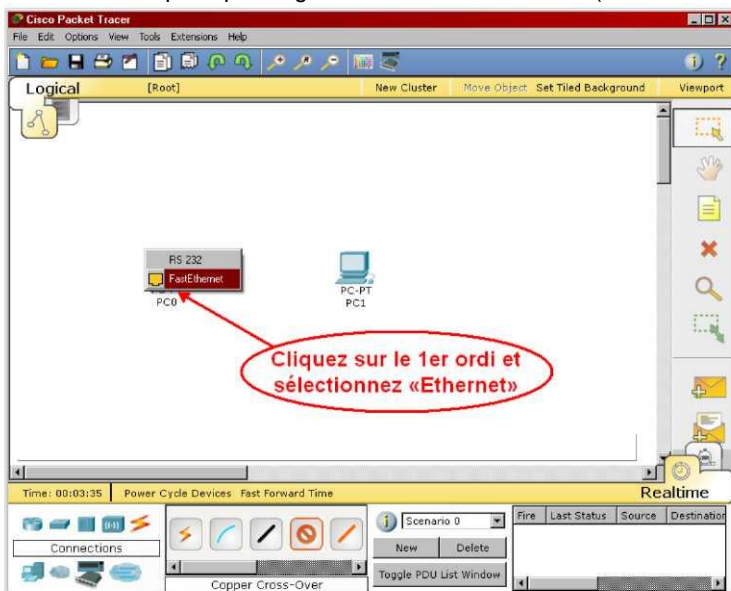 Cisco Packet Tracer
File Edit Options View Tools Extensions Help
Logical [Root] New Cluster Move Object Set Tiled Background Viewport
RS 232
FastEthernet
PC0
PC-PT
PC1
Cliquez sur le 1er ordi et
sélectionnez «Ethernet»
Time: 00:03:35 Power Cycle Devices Fast Forward Time Realtime
Connections
Copper Cross-Over
Scenario 0
New Delete
Toggle PDU List Window
Fire Last Status Source Destination